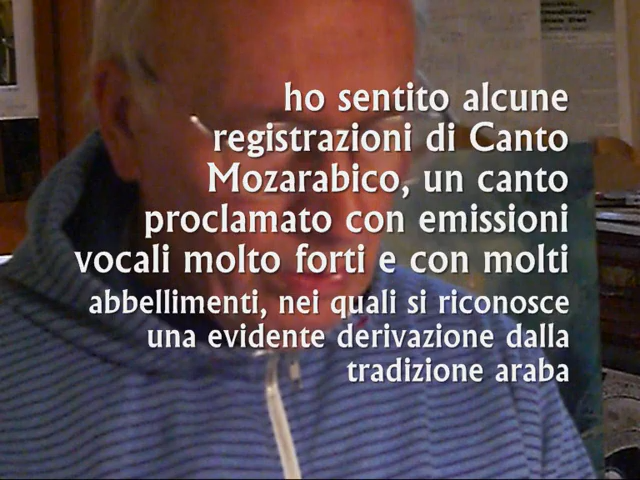 ho sentito alcune
registrazioni di Canto
Mozarabico, un canto
proclamato con emissioni
vocali molto forti e con molti
abbellimenti, nei quali si riconosce
una evidente derivazione dalla
tradizione araba